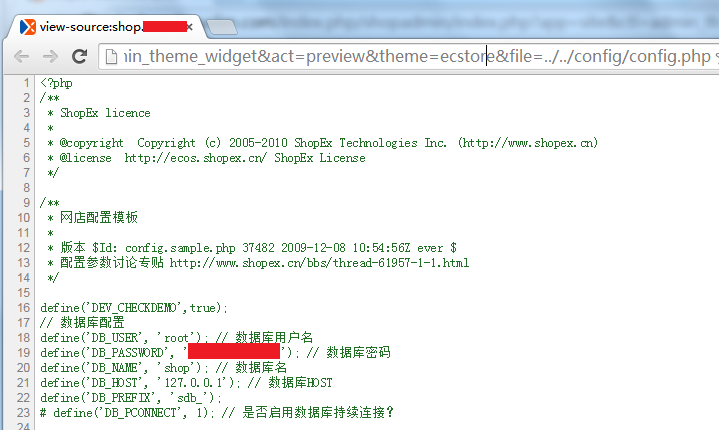 view-source:shop.
min_theme_widget&act=preview&theme=ecstore&file=../../config/config.php
1 <?php
2 /**
3  * ShopEx licence
4  *
5  * @copyright  Copyright (c) 2005-2010 ShopEx Technologies Inc. (http://www.shopex.cn)
6  * @license  http://ecos.shopex.cn/ ShopEx License
7  */
8
9 /**
10  * 网店配置模板
11  *
12  * 版本 $Id: config.sample.php 37482 2009-12-08 10:54:56Z ever $
13  * 配置参数讨论专贴 http://www.shopex.cn/bbs/thread-61957-1-1.html
14  */
15
16 define('DEV_CHECKDEMO',true);
17 // 数据库配置
18 define('DB_USER', 'root'); // 数据库用户名
19 define('DB_PASSWORD', ''); // 数据库密码
20 define('DB_NAME', 'shop'); // 数据库名
21 define('DB_HOST', '127.0.0.1'); // 数据库HOST
22 define('DB_PREFIX', 'sdb_');
23 # define('DB_PCONNECT', 1); // 是否启用数据库持续连接?
24